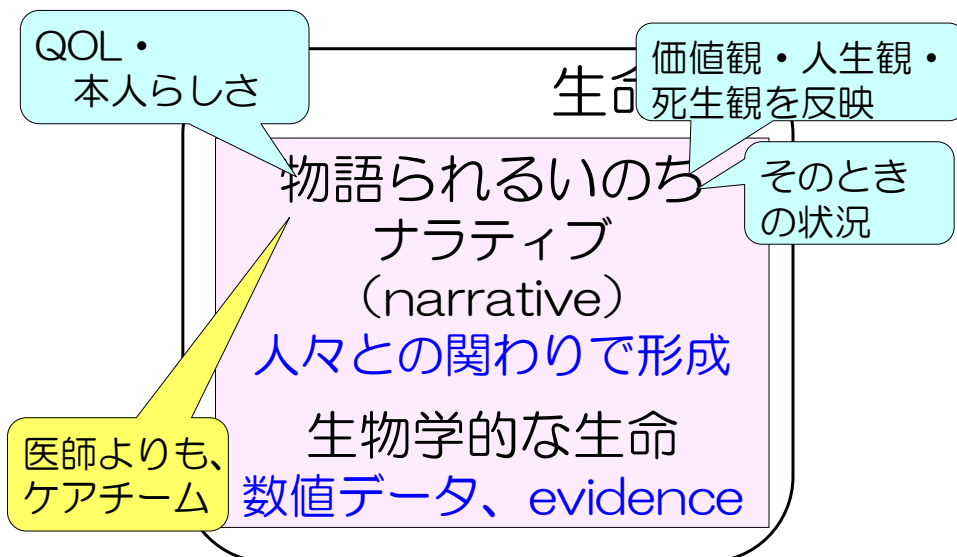 QOL・
本人らしさ
価値観・人生観・
死生観を反映
生命
物語られるいのち
そのとき
の状況
ナラティブ
（narrative）
人々との関わりで形成
生物学的な生命
医師よりも、
ケアチーム
数値データ、evidence